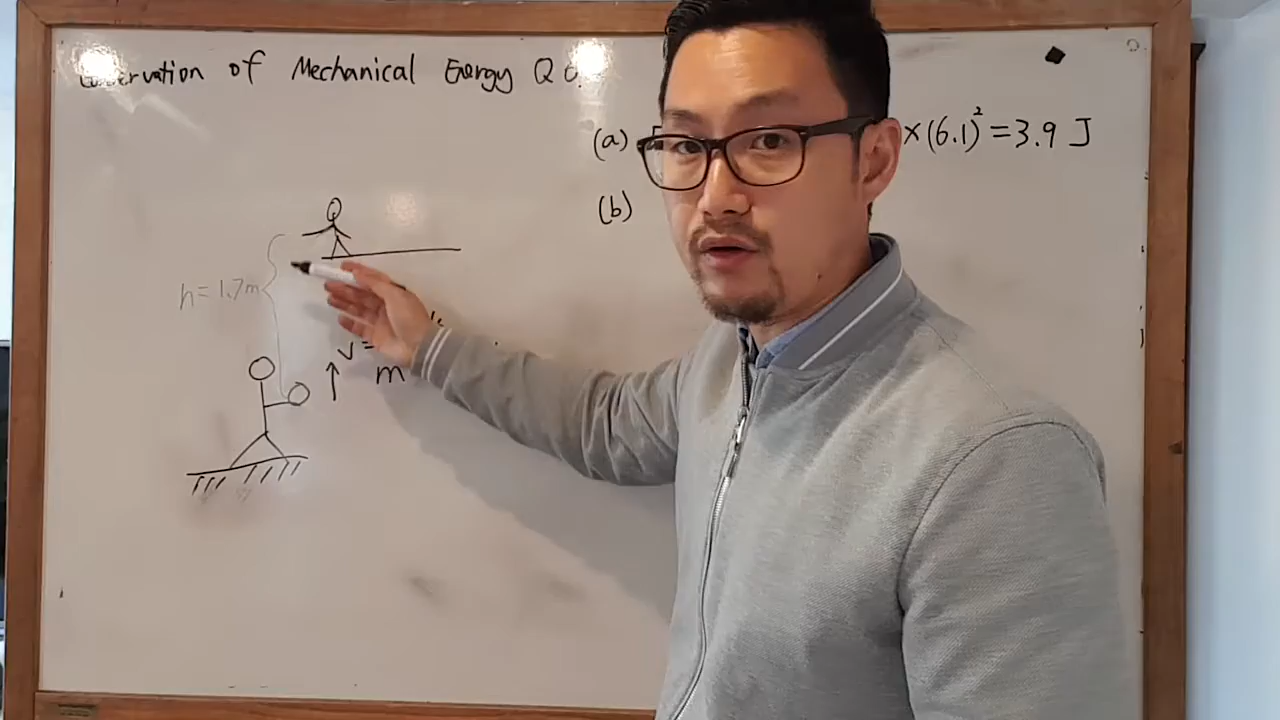 of Mechanical Energy Q
(a) ×(6.1)² = 3.9 J
(b)
h = 1.7m
v =
m